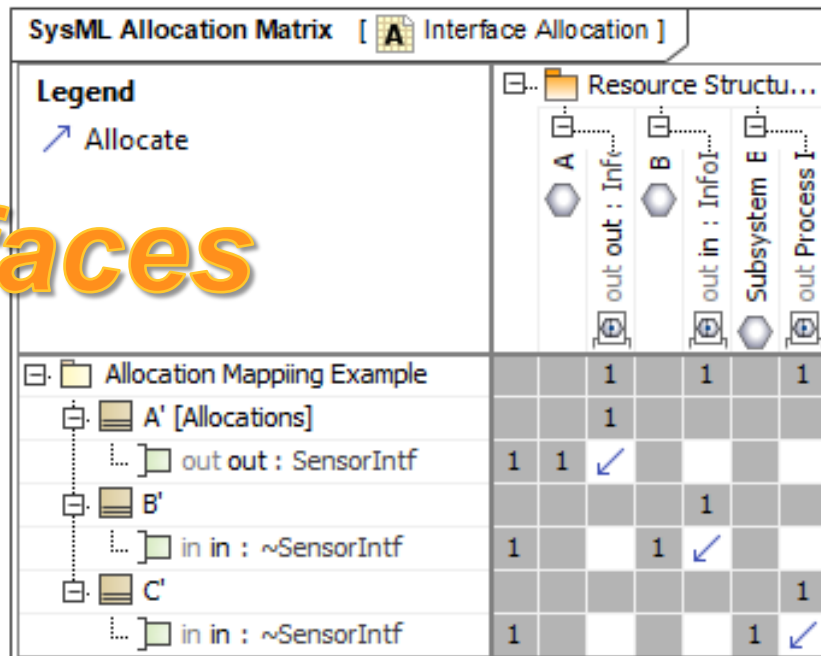 SysML Allocation Matrix [ A Interface Allocation ]
Legend
Allocate
faces
Resource Structu...
A
out out : Inf
B
out in : InfoI
Subsystem B
out Process I
Allocation Mappiing Example 1 1 1
A' [Allocations] 1
out out : SensorIntf 1 1
B' 1
in in : ~SensorIntf 1 1
C' 1
in in : ~SensorIntf 1 1